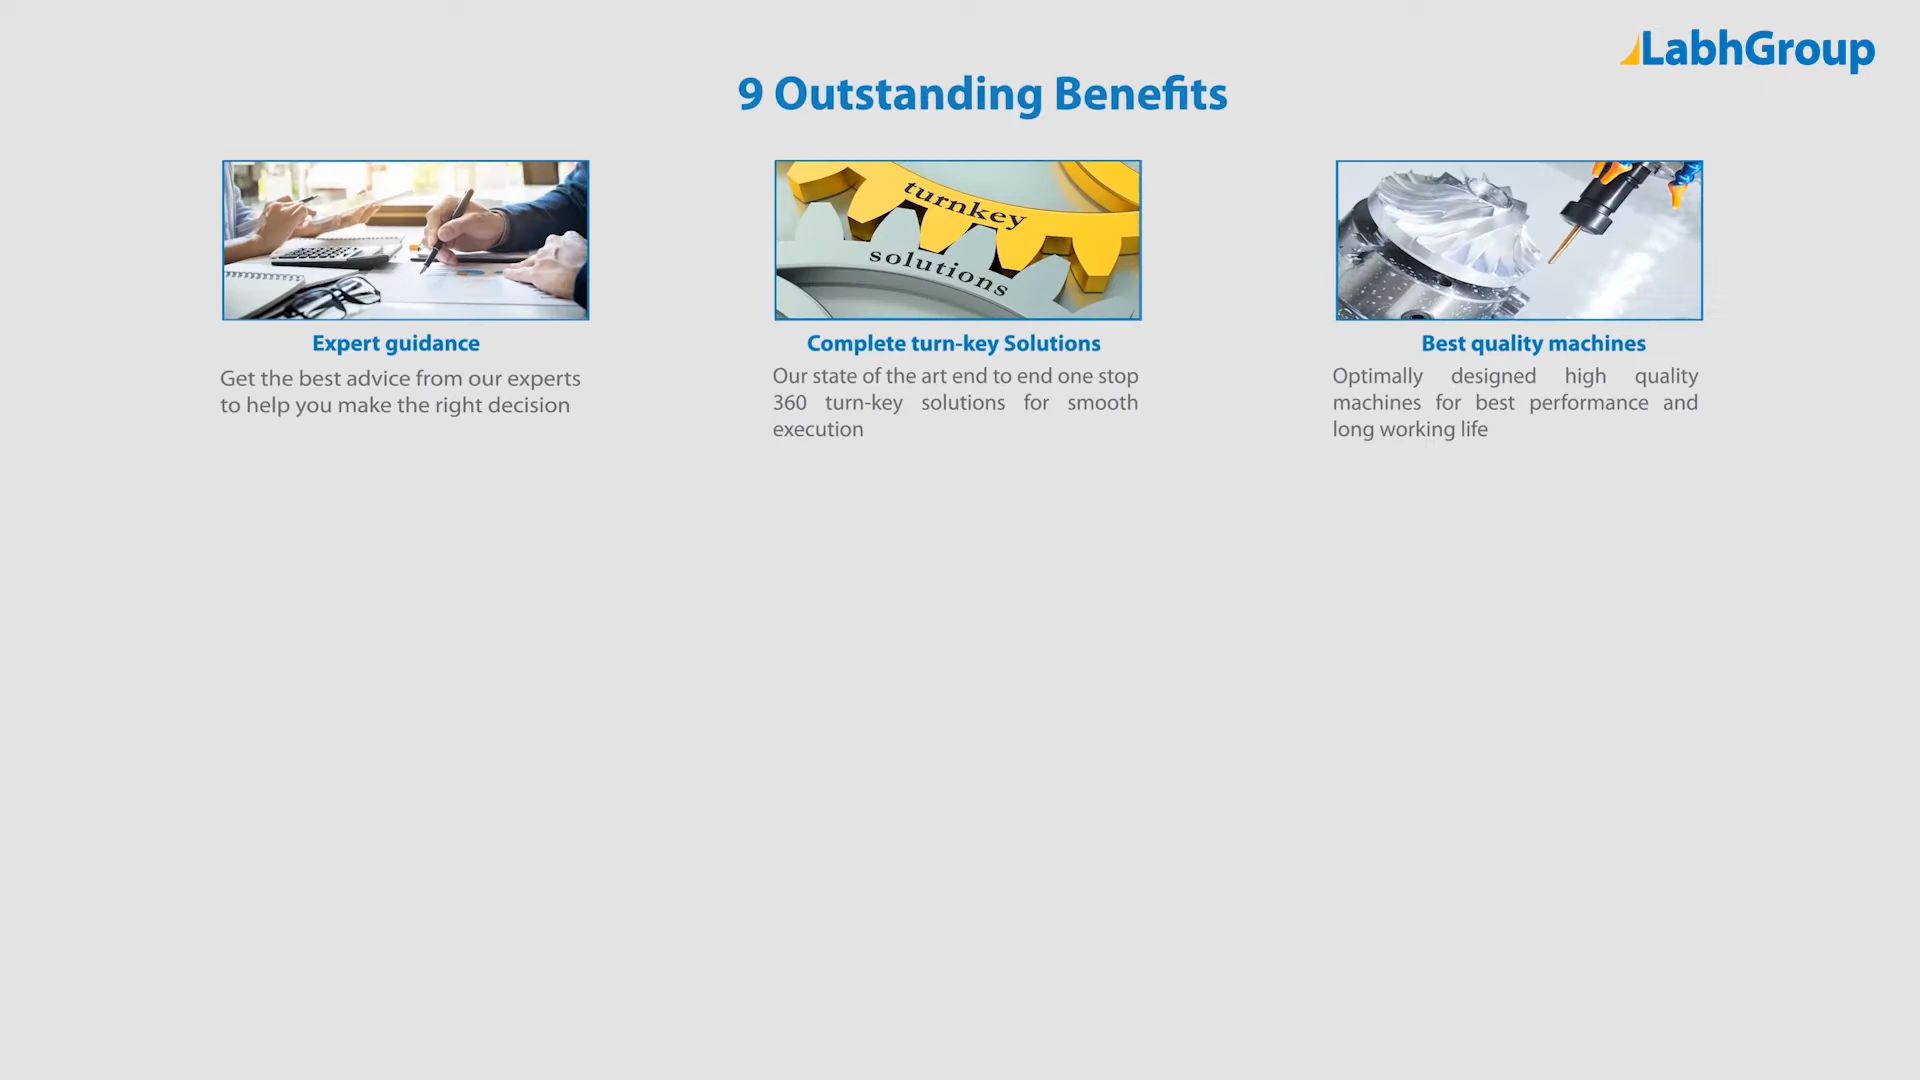 LabhGroup
9 Outstanding Benefits
turnkey
solutions
Expert guidance
Get the best advice from our experts
to help you make the right decision
Complete turn-key Solutions
Our state of the art end to end one stop
360 turn-key solutions for smooth
execution
Best quality machines
Optimally designed high quality
machines for best performance and
long working life